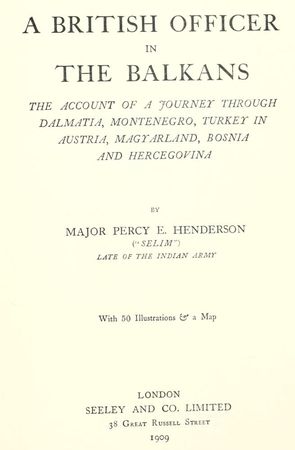 A BRITISH OFFICER
IN
THE BALKANS
THE ACCOUNT OF A JOURNEY THROUGH
DALMATIA, MONTENEGRO, TURKEY IN
AUSTRIA, MAGYARLAND, BOSNIA
AND HERCEGOVINA
BY
MAJOR PERCY E. HENDERSON
("SELIM")
LATE OF THE INDIAN ARMY
With 50 Illustrations & a Map
LONDON
SEELEY AND CO. LIMITED
38 GREAT RUSSELL STREET
1909